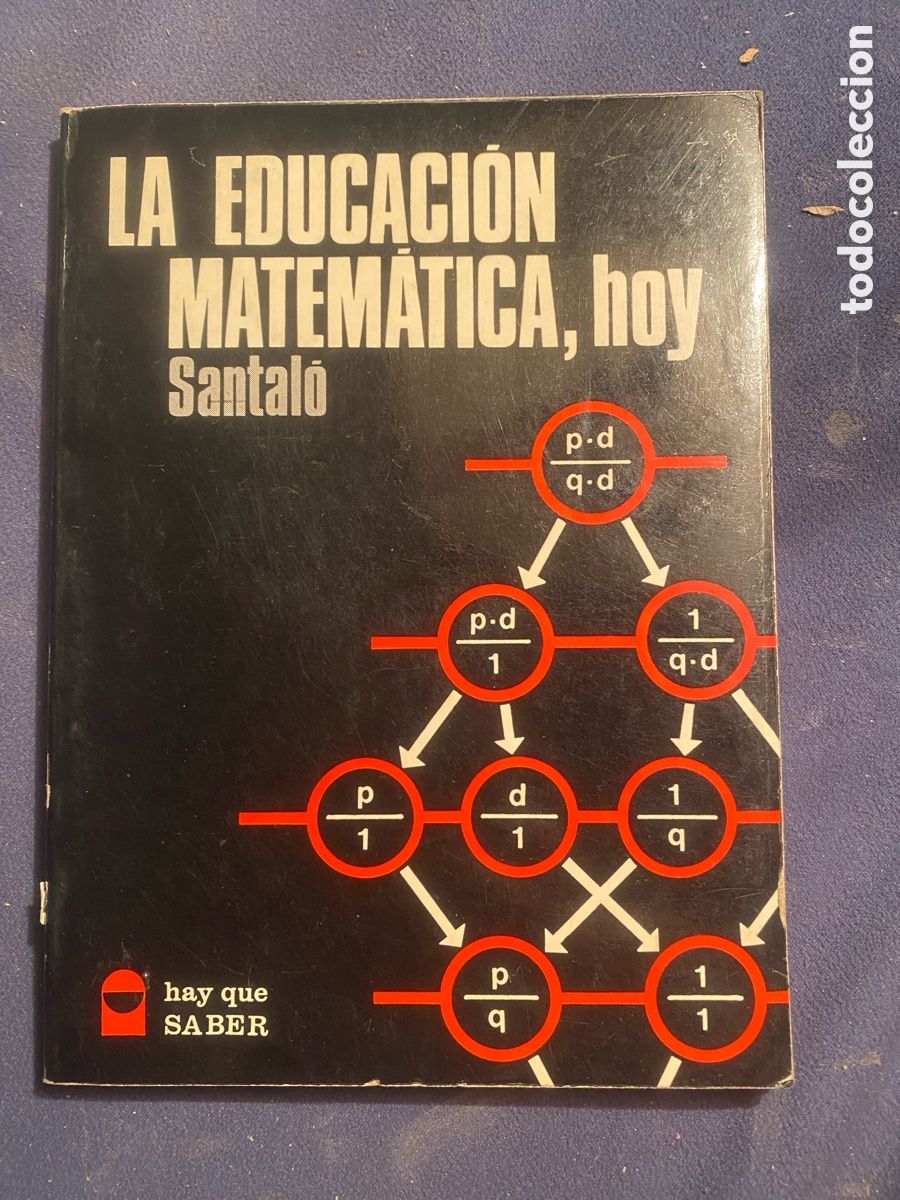 LA EDUCACIÓN
MATEMÁTICA, hoy
Santaló
p·d
q·d
p·d
1
1
q·d
p
1
d
1
1
q
p
q
1
1
hay que
SABER
todocoleccion